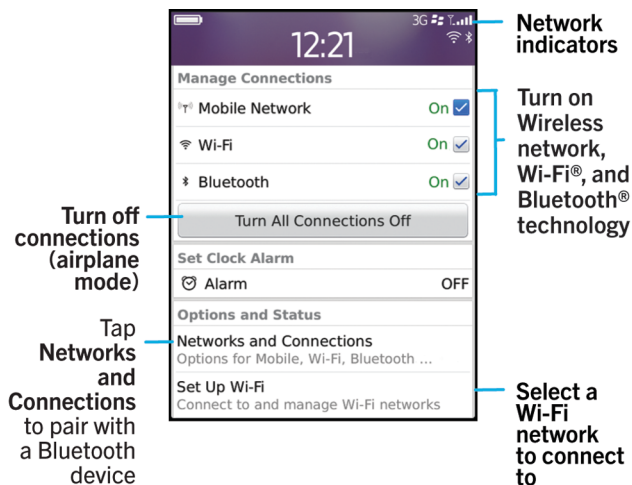 3G
12:21
Manage Connections
Mobile Network On
Wi-Fi On
Bluetooth On
Turn All Connections Off
Set Clock Alarm
Alarm OFF
Options and Status
Networks and Connections
Options for Mobile, Wi-Fi, Bluetooth ...
Set Up Wi-Fi
Connect to and manage Wi-Fi networks
Turn off
connections
(airplane
mode)
Tap
Networks
and
Connections
to pair with
a Bluetooth
device
Network
indicators
Turn on
Wireless
network,
Wi-Fi®, and
Bluetooth®
technology
Select a
Wi-Fi
network
to connect
to